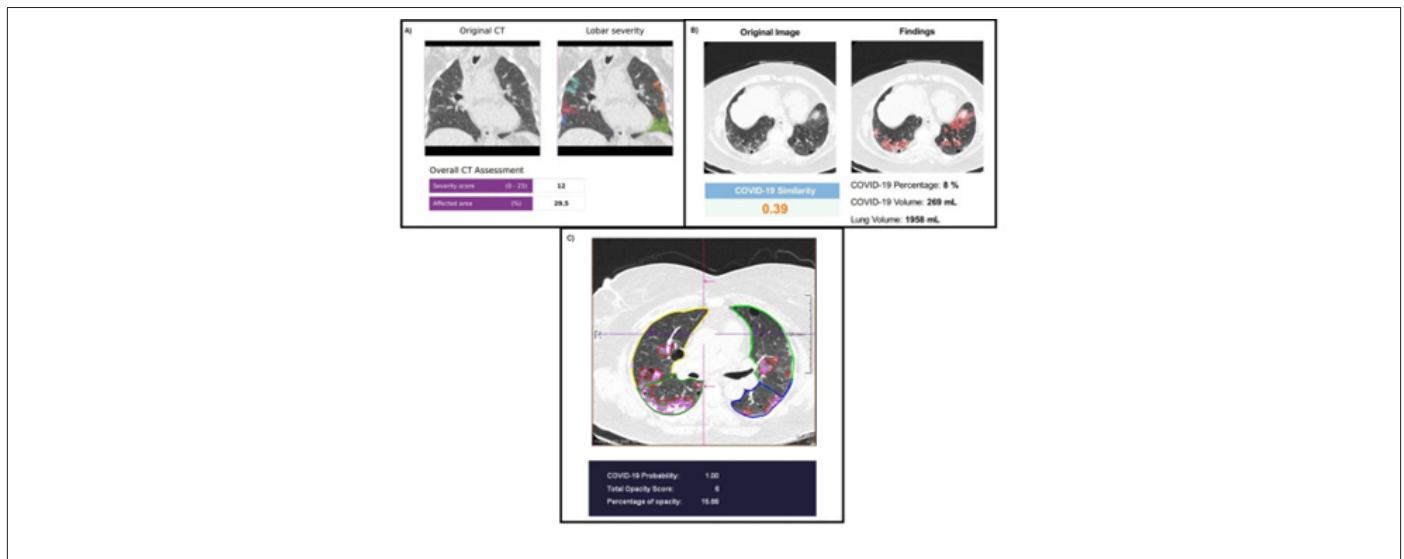 A)
Original CT
Lobar severity
Overall CT Assessment
Severity score (0 - 25) 12
Affected area (%) 29.5
B)
Original Image
Findings
COVID-19 Similarity
0.39
COVID-19 Percentage: 8 %
COVID-19 Volume: 269 mL
Lung Volume: 1958 mL
C)
COVID-19 Probability: 1.00
Total Opacity Score: 6
Percentage of opacity: 15.86